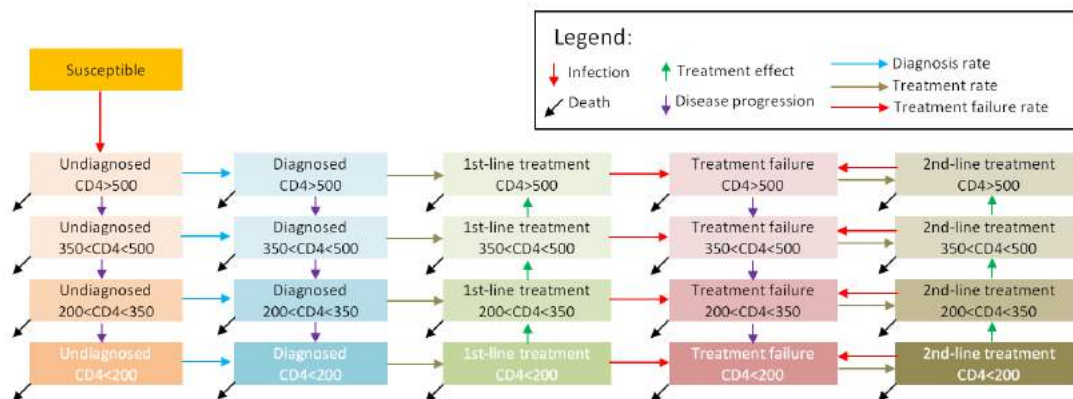 Legend:
Susceptible
Infection
Treatment effect
Diagnosis rate
Treatment rate
Death
Disease progression
Treatment failure rate
Undiagnosed
CD4>500
Diagnosed
CD4>500
1st-line treatment
CD4>500
Treatment failure
CD4>500
2nd-line treatment
CD4>500
Undiagnosed
350<CD4<500
Diagnosed
350<CD4<500
1st-line treatment
350<CD4<500
Treatment failure
350<CD4<500
2nd-line treatment
350<CD4<500
Undiagnosed
200<CD4<350
Diagnosed
200<CD4<350
1st-line treatment
200<CD4<350
Treatment failure
200<CD4<350
2nd-line treatment
200<CD4<350
Undiagnosed
CD4<200
Diagnosed
CD4<200
1st-line treatment
CD4<200
Treatment failure
CD4<200
2nd-line treatment
CD4<200